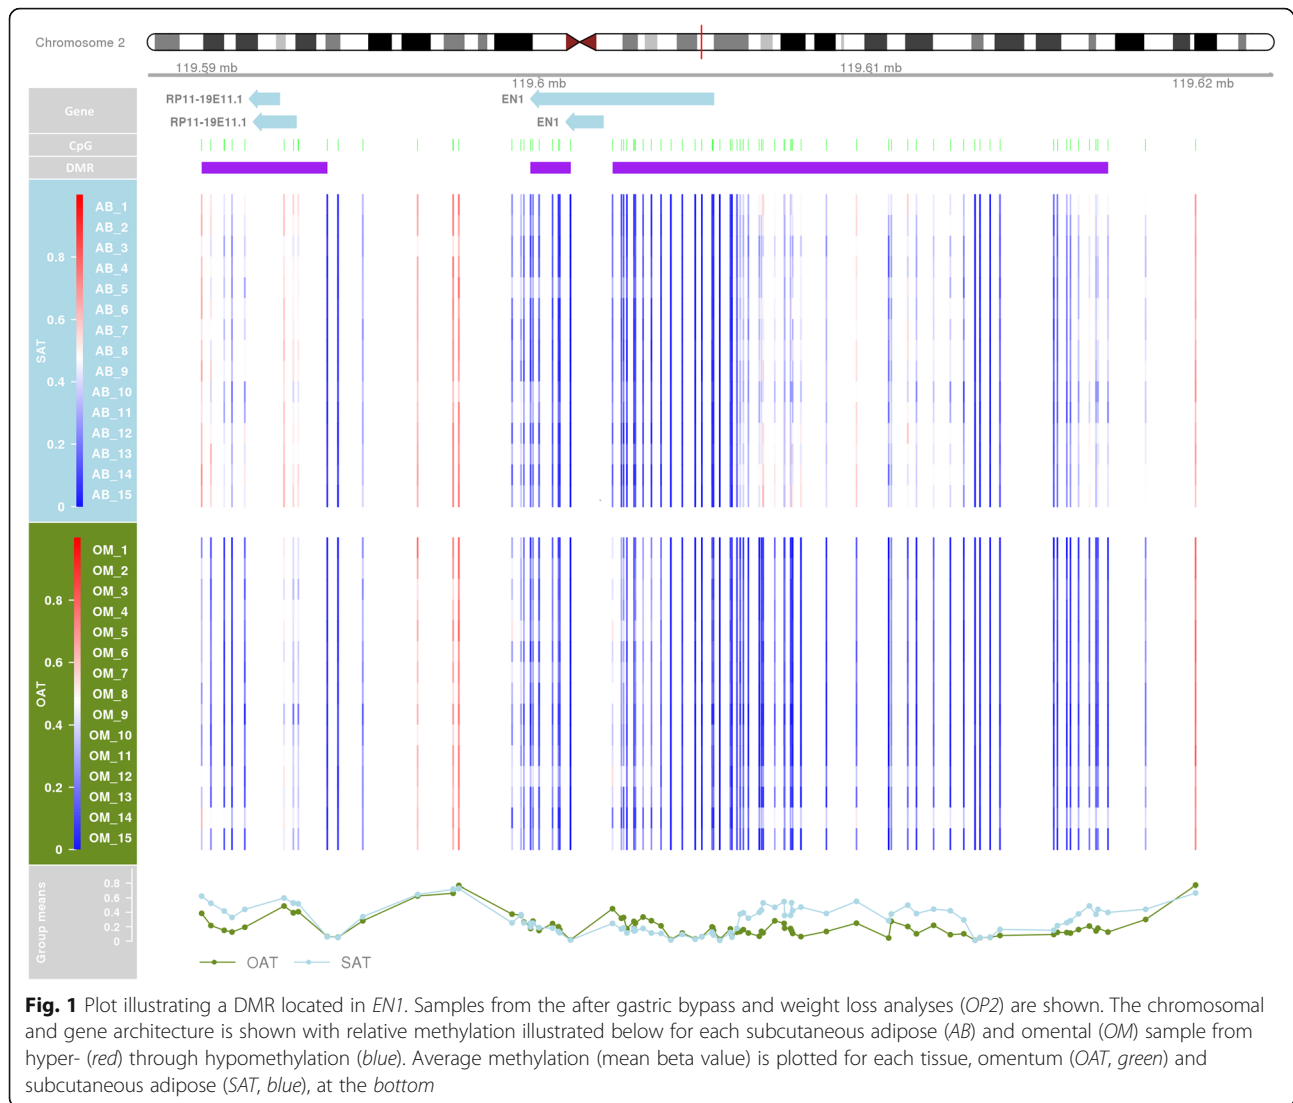 Chromosome 2
119.59 mb
119.61 mb
119.6 mb
119.62 mb
Gene
RP11-19E11.1
EN1
RP11-19E11.1
EN1
CpG
DMR
SAT
0.8
0.6
0.4
0.2
0
AB_1
AB_2
AB_3
AB_4
AB_5
AB_6
AB_7
AB_8
AB_9
AB_10
AB_11
AB_12
AB_13
AB_14
AB_15
OAT
0.8
0.6
0.4
0.2
0
OM_1
OM_2
OM_3
OM_4
OM_5
OM_6
OM_7
OM_8
OM_9
OM_10
OM_11
OM_12
OM_13
OM_14
OM_15
Group means
0.8
0.6
0.4
0.2
0
OAT SAT
Fig. 1 Plot illustrating a DMR located in EN1. Samples from the after gastric bypass and weight loss analyses (OP2) are shown. The chromosomal
and gene architecture is shown with relative methylation illustrated below for each subcutaneous adipose (AB) and omental (OM) sample from
hyper- (red) through hypomethylation (blue). Average methylation (mean beta value) is plotted for each tissue, omentum (OAT, green) and
subcutaneous adipose (SAT, blue), at the bottom